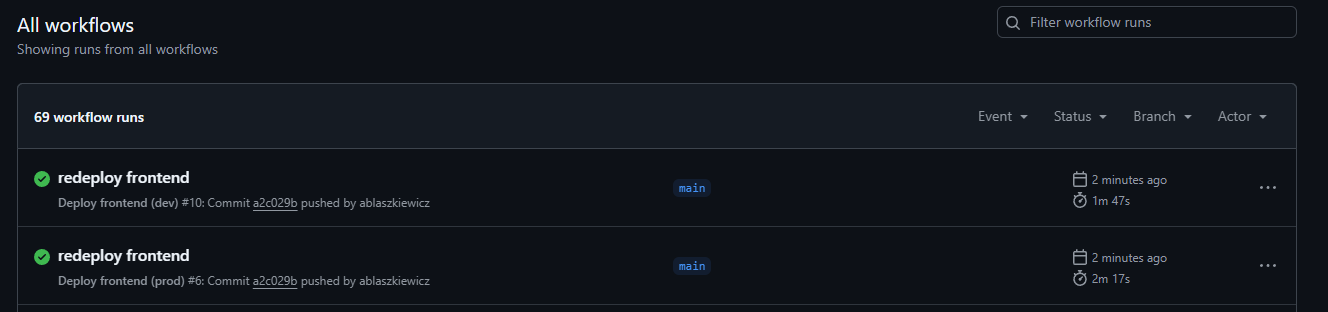 All workflows
Filter workflow runs
Showing runs from all workflows
69 workflow runs
Event
Status
Branch
Actor
redeploy frontend
main
2 minutes ago
Deploy frontend (dev) #10: Commit a2c029b pushed by ablaszkiewicz
1m 47s
redeploy frontend
main
2 minutes ago
Deploy frontend (prod) #6: Commit a2c029b pushed by ablaszkiewicz
2m 17s